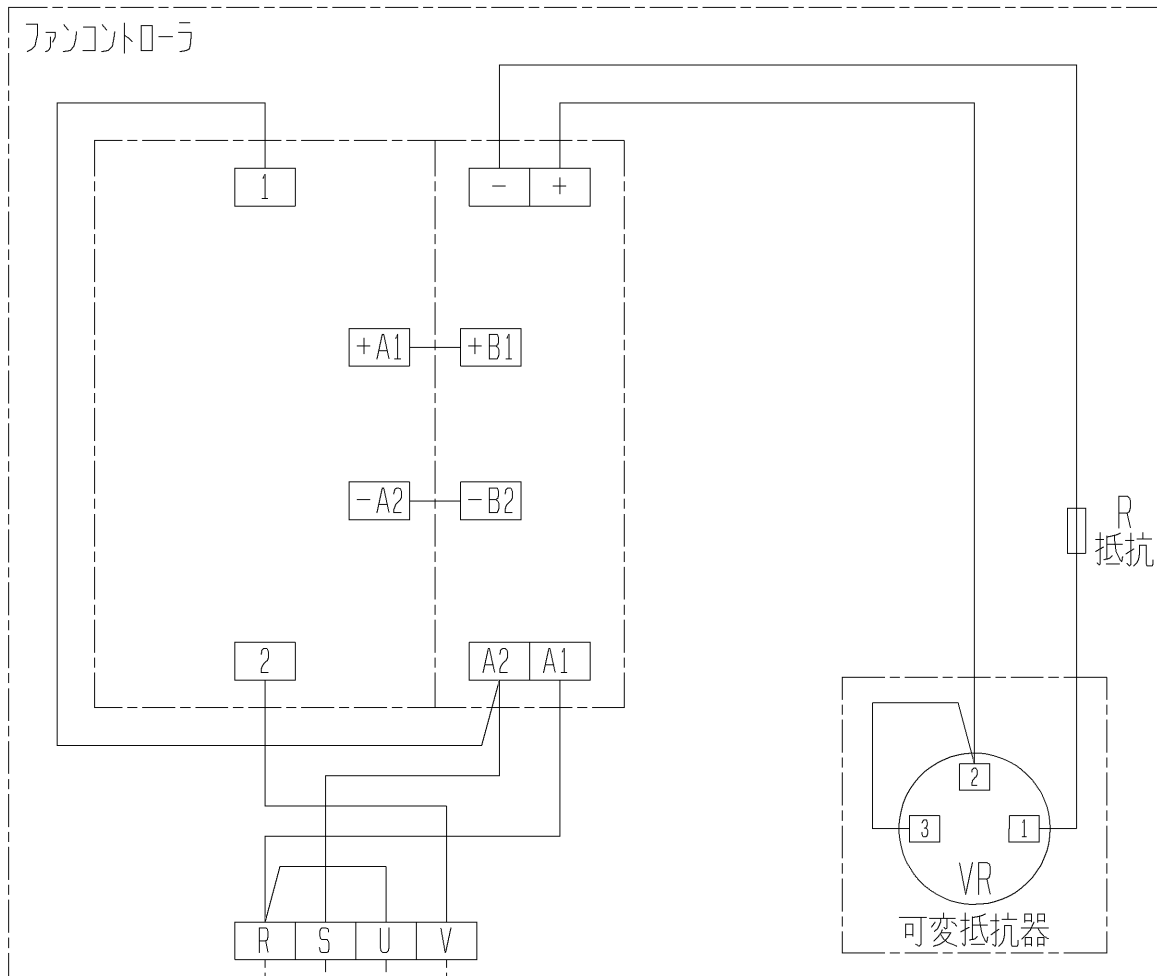 ファンコントローラ
1
- +
+A1 +B1
-A2 -B2
R
抵抗
2
A2 A1
2
3 1
VR
可変抵抗器
R S U V